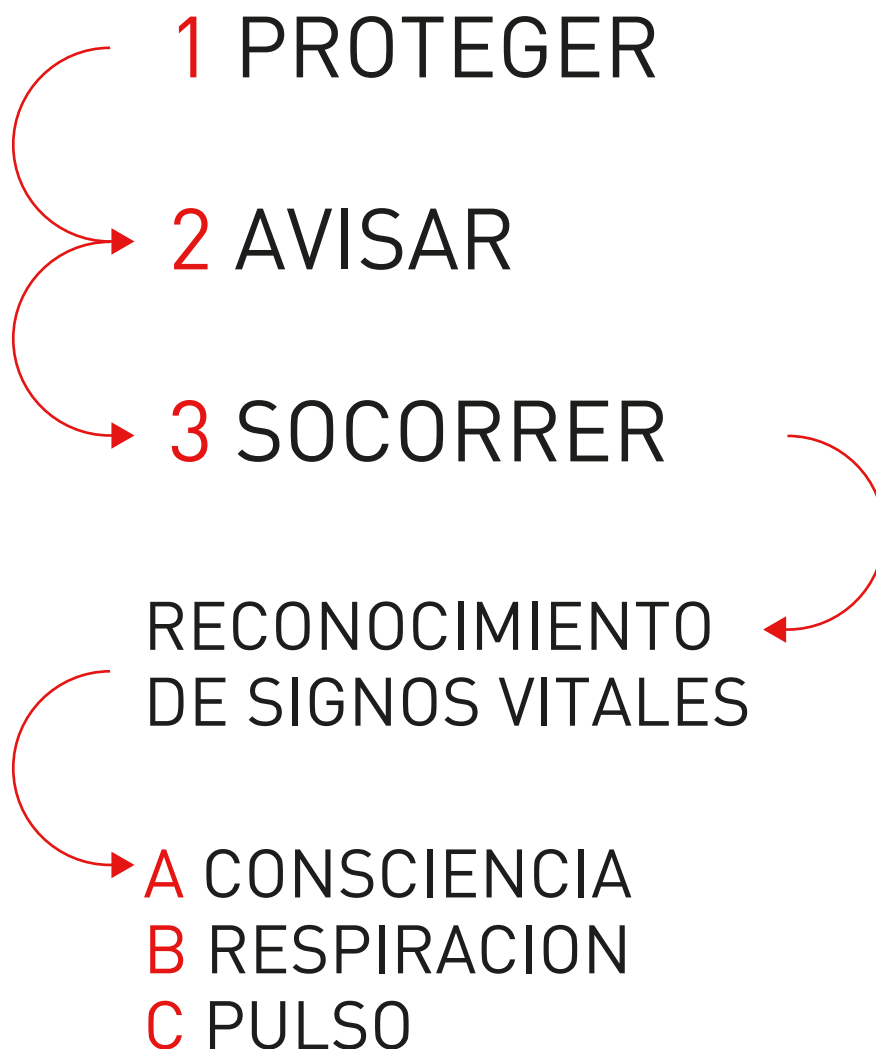 1 PROTEGER
2 AVISAR
3 SOCORRER
RECONOCIMIENTO
DE SIGNOS VITALES
A CONSCIENCIA
B RESPIRACION
C PULSO